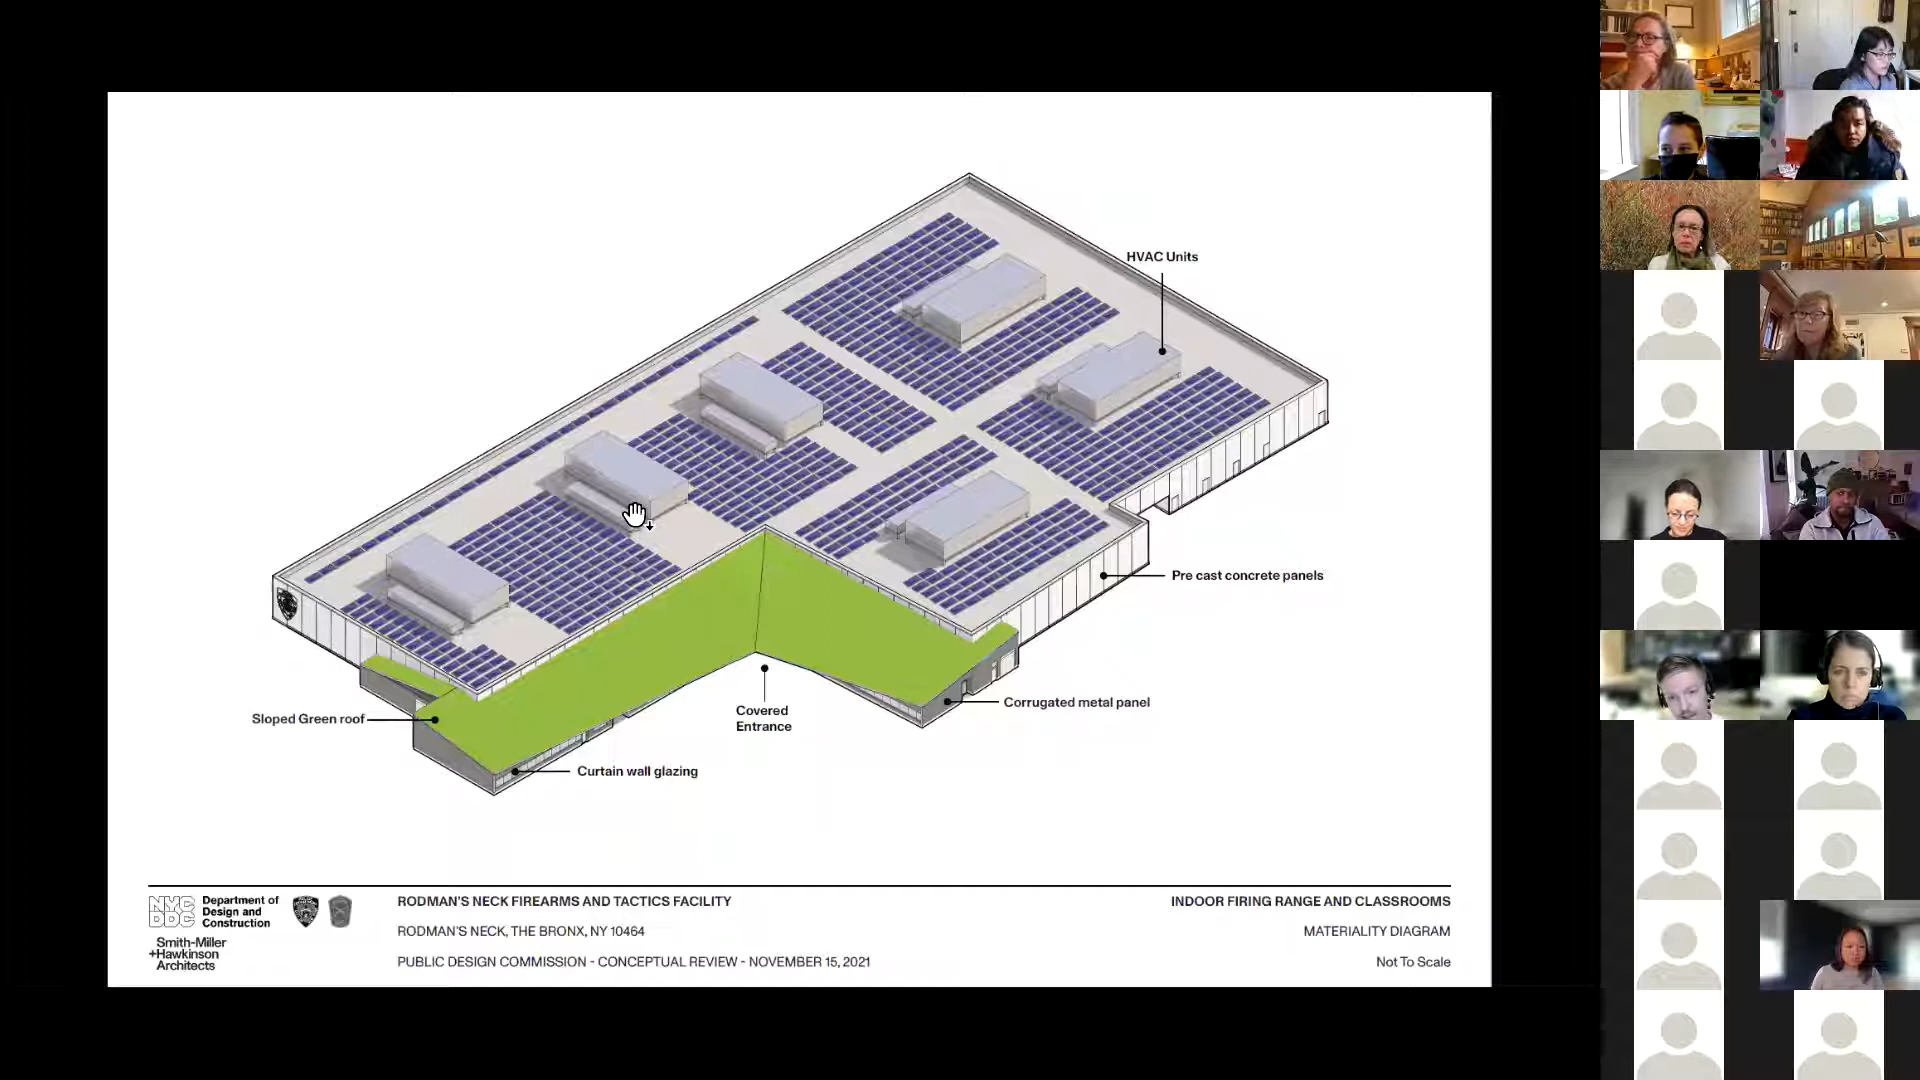 HVAC Units
Pre cast concrete panels
Corrugated metal panel
Covered
Entrance
Sloped Green roof
Curtain wall glazing
NYC
DDC
Department of
Design and
Construction
Smith-Miller
+Hawkinson
Architects
RODMAN'S NECK FIREARMS AND TACTICS FACILITY
RODMAN'S NECK, THE BRONX, NY 10464
PUBLIC DESIGN COMMISSION - CONCEPTUAL REVIEW - NOVEMBER 15, 2021
INDOOR FIRING RANGE AND CLASSROOMS
MATERIALITY DIAGRAM
Not To Scale